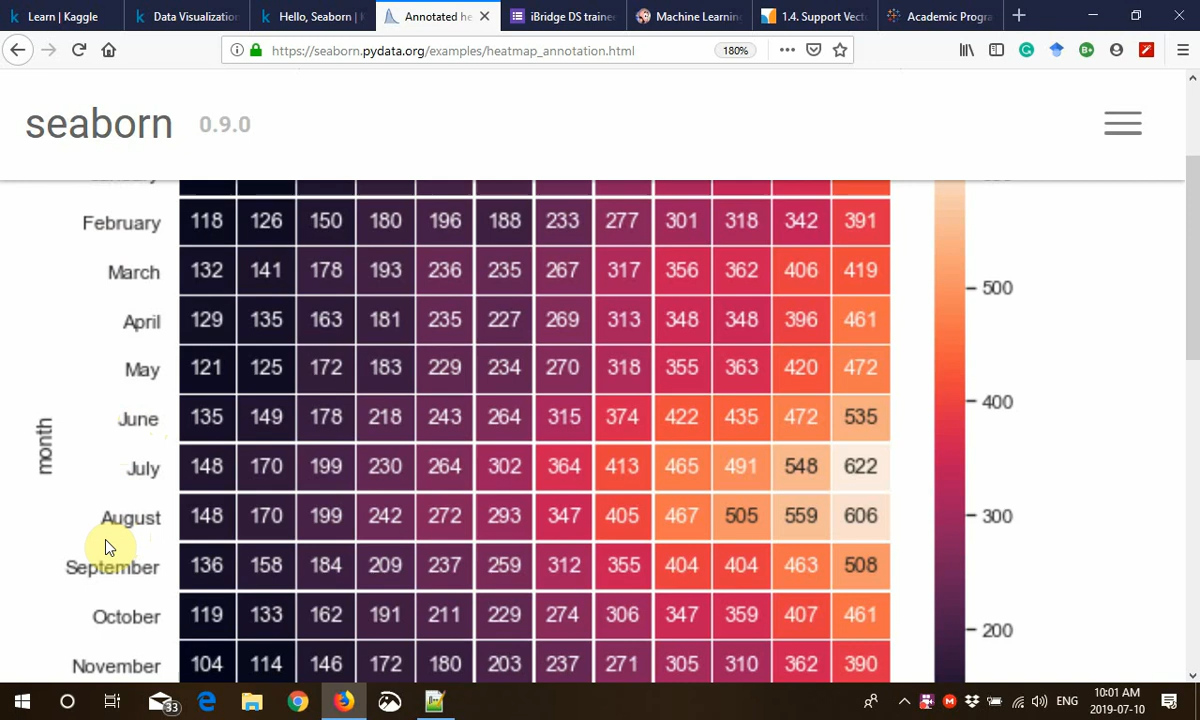 Learn | Kaggle
Data Visualization
Hello, Seaborn |
Annotated he
iBridge DS traine
Machine Learning
1.4. Support Vect
Academic Progra
https://seaborn.pydata.org/examples/heatmap_annotation.html
180%
seaborn 0.9.0
February 118 126 150 180 196 188 233 277 301 318 342 391
March 132 141 178 193 236 235 267 317 356 362 406 419
500
April 129 135 163 181 235 227 269 313 348 348 396 461
May 121 125 172 183 229 234 270 318 355 363 420 472
400
June 135 149 178 218 243 264 315 374 422 435 472 535
month
July 148 170 199 230 264 302 364 413 465 491 548 622
August 148 170 199 242 272 293 347 405 467 505 559 606
300
September 136 158 184 209 237 259 312 355 404 404 463 508
October 119 133 162 191 211 229 274 306 347 359 407 461
200
November 104 114 146 172 180 203 237 271 305 310 362 390
33
ENG
10:01 AM
2019-07-10